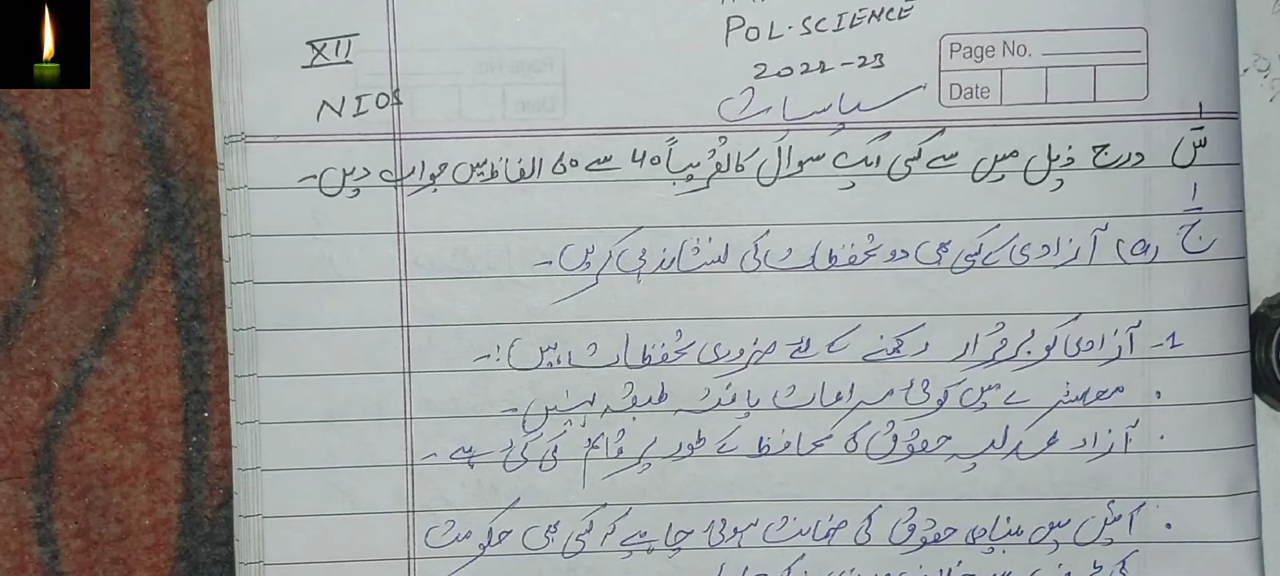 XII
NIOS
POL.SCIENCE
2022-23
سیاسیات
Page No.
Date
س1 درج ذیل میں سے کسی ایک سوال کا تقریباً 40 سے 60 الفاظ میں جواب دیں۔
ج1 (a) آزادی کے کسی بھی دو تحفظات کی نشاندہی کریں۔
1- آزادی کو برقرار رکھنے کے لئے ضروری تحفظات ہیں:-
. معاشرے میں کوئی مراعات یافتہ طبقہ نہیں۔
. آزاد عدلیہ حقوق کا محافظ کے طور پر قائم کی گئی ہے۔
. آئین میں بنیادی حقوق کی ضمانت ہونی چاہیے کہ کسی بھی حکومت